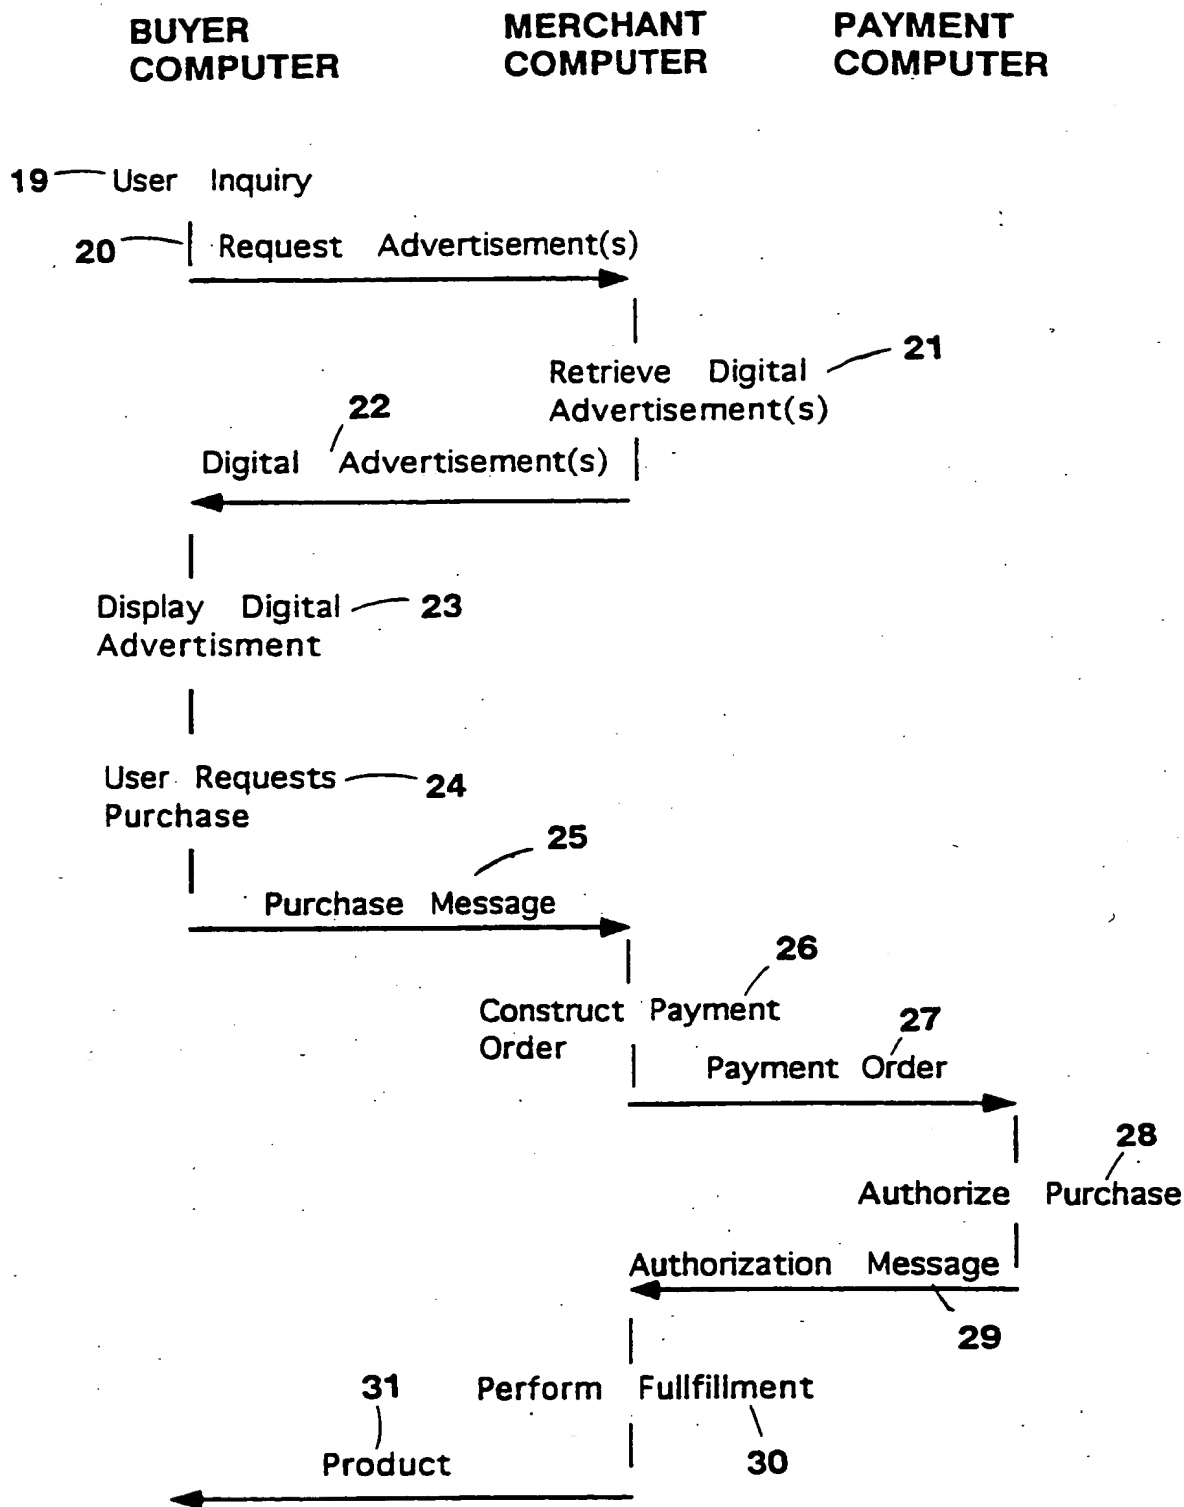 BUYER
COMPUTER
MERCHANT
COMPUTER
PAYMENT
COMPUTER
19 User Inquiry
20 Request Advertisement(s)
21
Retrieve Digital
Advertisement(s)
22
Digital Advertisement(s)
Display Digital 23
Advertisment
User Requests 24
Purchase
25
Purchase Message
26
Construct Payment
Order
27
Payment Order
28
Authorize Purchase
Authorization Message
29
31 Perform Fullfillment
30
Product